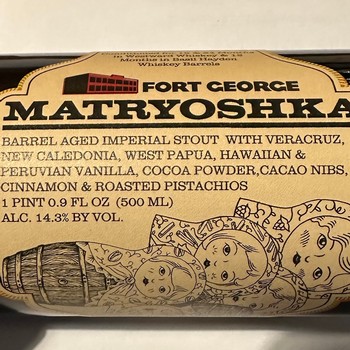 in Westward Whiskey & 12
Months in Basil Hayden
Whiskey Barrels
FORT GEORGE
MATRYOSHKA
BARREL AGED IMPERIAL STOUT WITH VERACRUZ,
NEW CALEDONIA, WEST PAPUA, HAWAIIAN &
PERUVIAN VANILLA, COCOA POWDER, CACAO NIBS,
CINNAMON & ROASTED PISTACHIOS
1 PINT 0.9 FL OZ (500 ML)
ALC. 14.3% BY VOL.